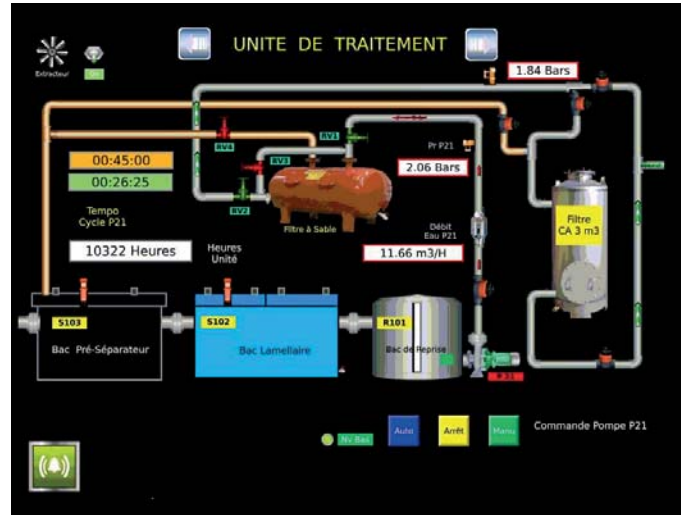 UNITE DE TRAITEMENT
Extracteur
On
1.84 Bars
RV4
RV1
RV3
RV2
Pr P21
2.06 Bars
00:45:00
00:26:25
Tempo
Cycle P21
10322 Heures
Heures
Unité
Filtre à Sable
Débit
Eau P21
11.66 m3/H
Filtre
CA 3 m3
S103
Bac Pré-Séparateur
S102
Bac Lamellaire
R101
Bac de Reprise
P 21
Nv Bas
Auto
Arrêt
Manu
Commande Pompe P21